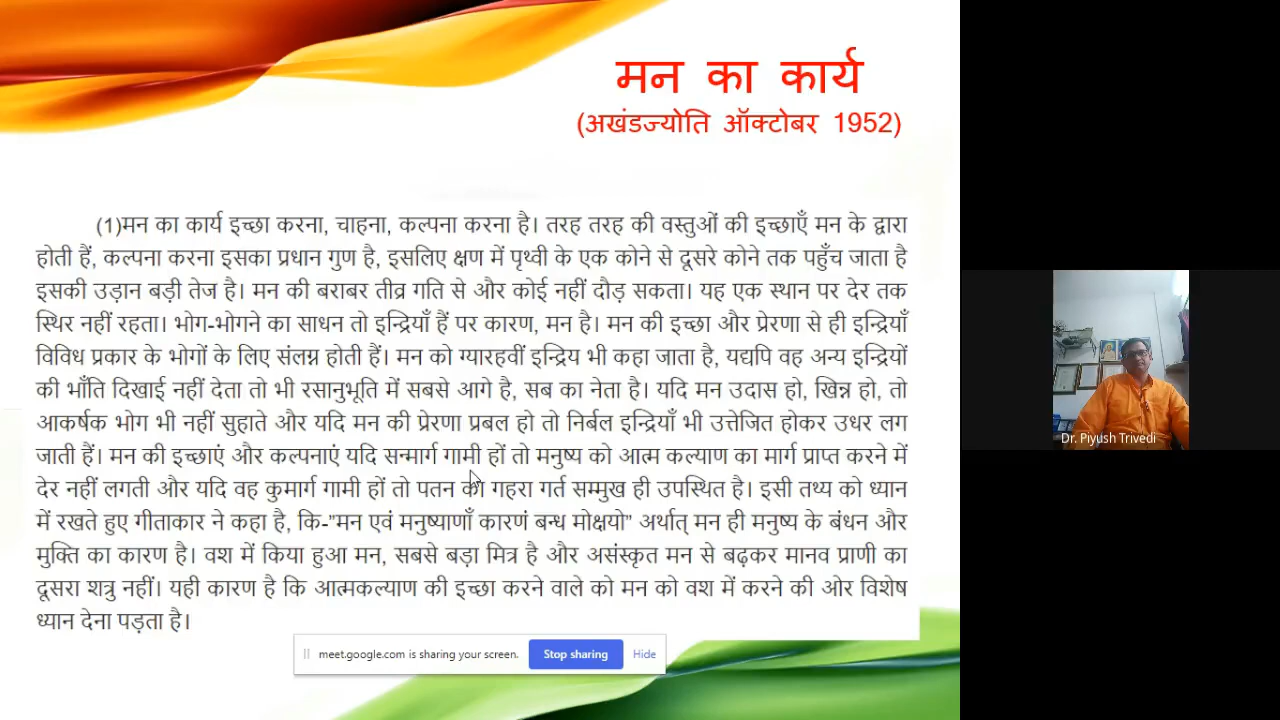 मन का कार्य
(अखंडज्योति ऑक्टोबर 1952)
(1)मन का कार्य इच्छा करना, चाहना, कल्पना करना है। तरह तरह की वस्तुओं की इच्छाएँ मन के द्वारा
होती हैं, कल्पना करना इसका प्रधान गुण है, इसलिए क्षण में पृथ्वी के एक कोने से दूसरे कोने तक पहुँच जाता है
इसकी उड़ान बड़ी तेज है। मन की बराबर तीव्र गति से और कोई नहीं दौड़ सकता। यह एक स्थान पर देर तक
स्थिर नहीं रहता। भोग-भोगने का साधन तो इन्द्रियाँ हैं पर कारण, मन है। मन की इच्छा और प्रेरणा से ही इन्द्रियाँ
विविध प्रकार के भोगों के लिए संलग्न होती हैं। मन को ग्यारहवीं इन्द्रिय भी कहा जाता है, यद्यपि वह अन्य इन्द्रियों
की भाँति दिखाई नहीं देता तो भी रसानुभूति में सबसे आगे है, सब का नेता है। यदि मन उदास हो, खिन्न हो, तो
आकर्षक भोग भी नहीं सुहाते और यदि मन की प्रेरणा प्रबल हो तो निर्बल इन्द्रियाँ भी उत्तेजित होकर उधर लग
जाती हैं। मन की इच्छाएं और कल्पनाएं यदि सन्मार्ग गामी हों तो मनुष्य को आत्म कल्याण का मार्ग प्राप्त करने में
देर नहीं लगती और यदि वह कुमार्ग गामी हों तो पतन का गहरा गर्त सम्मुख ही उपस्थित है। इसी तथ्य को ध्यान
में रखते हुए गीताकार ने कहा है, कि-”मन एवं मनुष्याणाँ कारणं बन्ध मोक्षयो” अर्थात् मन ही मनुष्य के बंधन और
मुक्ति का कारण है। वश में किया हुआ मन, सबसे बड़ा मित्र है और असंस्कृत मन से बढ़कर मानव प्राणी का
दूसरा शत्रु नहीं। यही कारण है कि आत्मकल्याण की इच्छा करने वाले को मन को वश में करने की ओर विशेष
ध्यान देना पड़ता है।
meet.google.com is sharing your screen. Stop sharing Hide
Dr. Piyush Trivedi